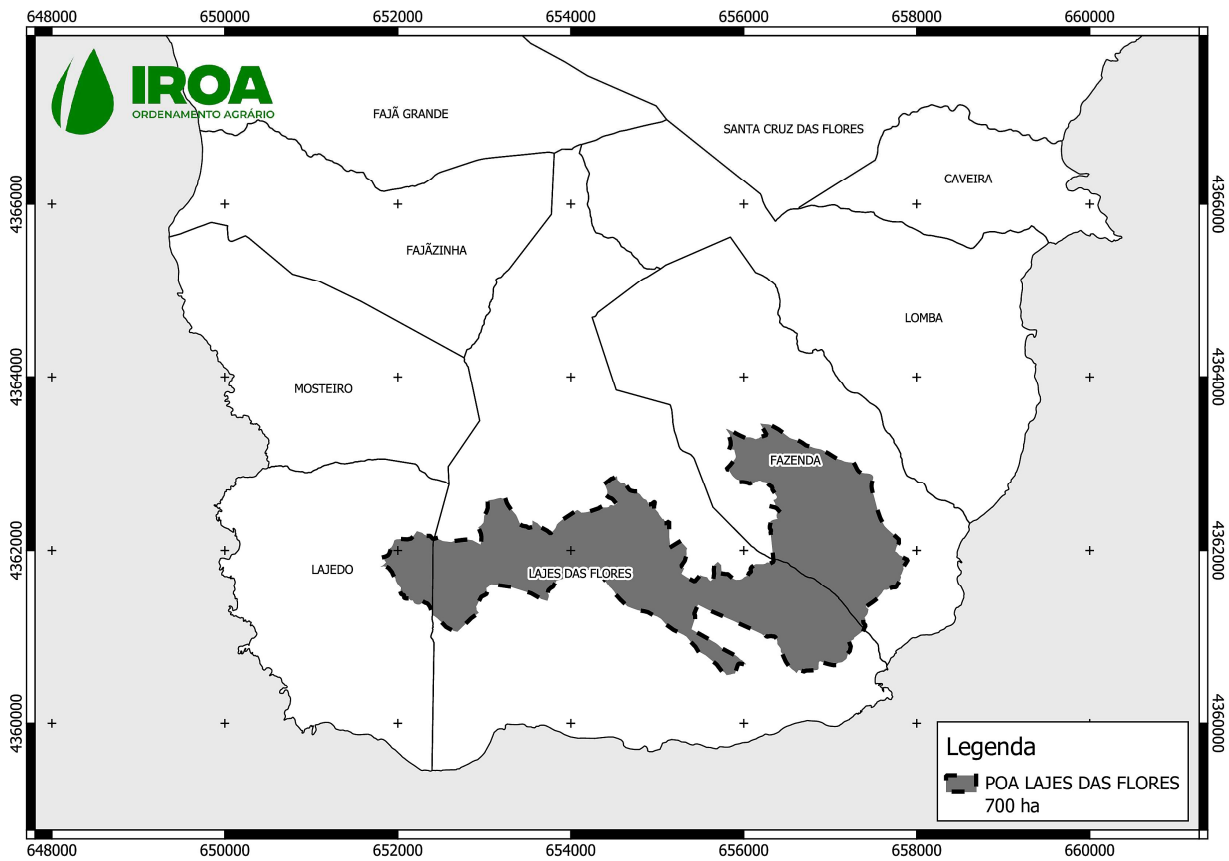 648000 650000 652000 654000 656000 658000 660000
IROA
ORDENAMENTO AGRÁRIO
FAJÃ GRANDE
SANTA CRUZ DAS FLORES
CAVEIRA
4366000 4366000
FAJÃZINHA
LOMBA
4364000 4364000
MOSTEIRO
FAZENDA
4362000 4362000
LAJEDO
LAJES DAS FLORES
4360000 4360000
Legenda
POA LAJES DAS FLORES
700 ha
648000 650000 652000 654000 656000 658000 660000